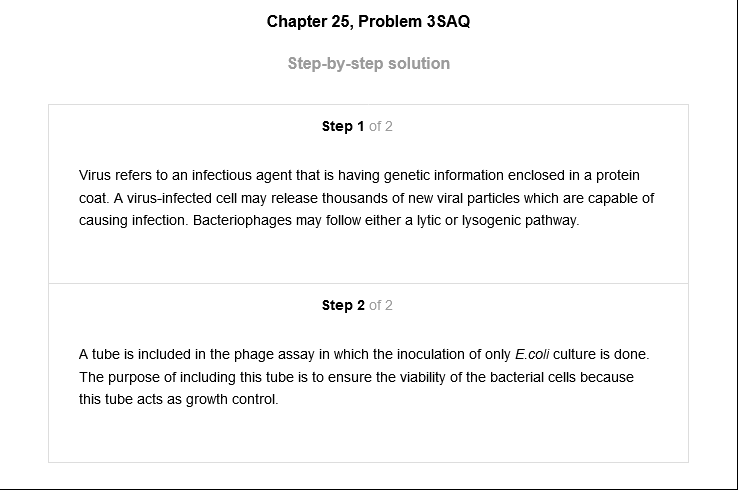 Chapter 25, Problem 3SAQ
Step-by-step solution
Step 1 of 2
Virus refers to an infectious agent that is having genetic information enclosed in a protein
coat. A virus-infected cell may release thousands of new viral particles which are capable of
causing infection. Bacteriophages may follow either a lytic or lysogenic pathway.
Step 2 of 2
A tube is included in the phage assay in which the inoculation of only E.coli culture is done.
The purpose of including this tube is to ensure the viability of the bacterial cells because
this tube acts as growth control.